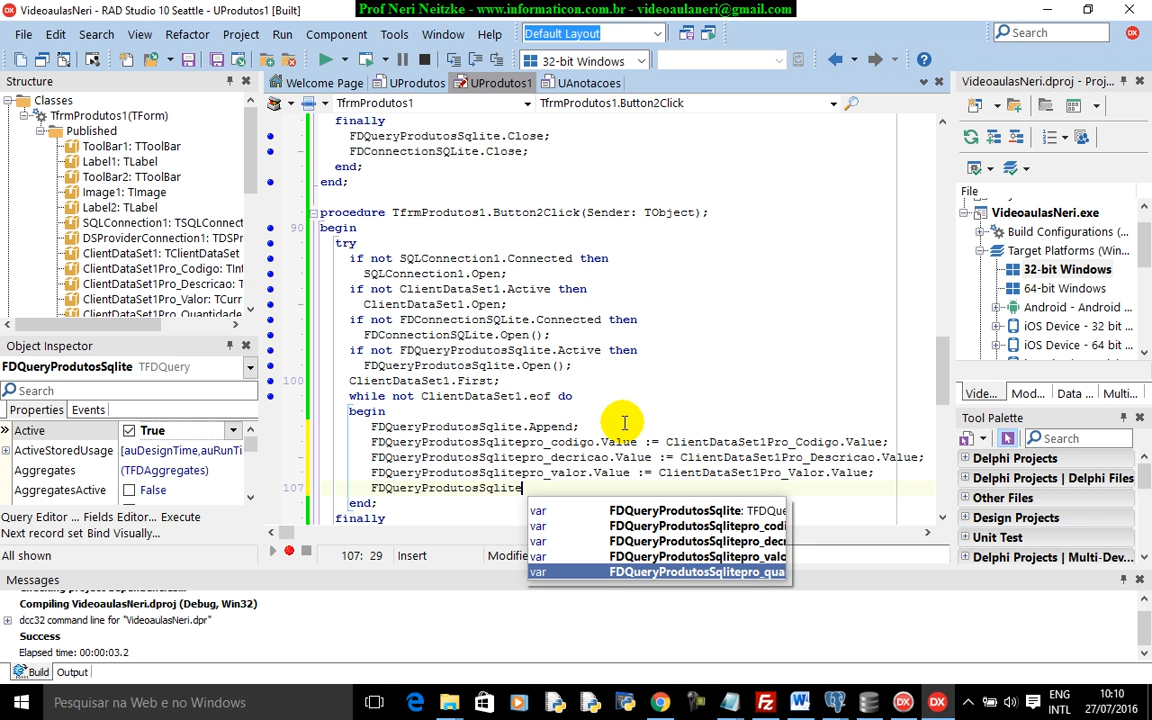 VideoaulasNeri - RAD Studio 10 Seattle - UProdutos1 [Built]
Prof Neri Neitzke - www.informaticon.com.br - videoaulaneri@gmail.com
File Edit Search View Refactor Project Run Component Tools Window Help
Default Layout
Search
32-bit Windows
Structure
Welcome Page UProdutos UProdutos1 UAnotacoes
VideoaulasNeri.dproj - Proj...
Classes
TfrmProdutos1(TForm)
Published
ToolBar1: TToolBar
Label1: TLabel
ToolBar2: TToolBar
Image1: TImage
Label2: TLabel
SQLConnection1: TSQLConnect
DSProviderConnection1: TDSPr
ClientDataSet1: TClientDataSet
ClientDataSet1Pro_Codigo: TInt
ClientDataSet1Pro_Descricao: T
ClientDataSet1Pro_Valor: TCurr
ClientDataSet1Pro_Quantidade
TfrmProdutos1
TfrmProdutos1.Button2Click
finally
FDQueryProdutosSqlite.Close;
FDConnectionSQLite.Close;
end;
end;
procedure TfrmProdutos1.Button2Click(Sender: TObject);
90
begin
try
if not SQLConnection1.Connected then
SQLConnection1.Open;
if not ClientDataSet1.Active then
ClientDataSet1.Open;
if not FDConnectionSQLite.Connected then
FDConnectionSQLite.Open();
if not FDQueryProdutosSqlite.Active then
FDQueryProdutosSqlite.Open();
100
ClientDataSet1.First;
while not ClientDataSet1.eof do
begin
FDQueryProdutosSqlite.Append;
FDQueryProdutosSqlitepro_codigo.Value := ClientDataSet1Pro_Codigo.Value;
FDQueryProdutosSqlitepro_decricao.Value := ClientDataSet1Pro_Descricao.Value;
FDQueryProdutosSqlitepro_valor.Value := ClientDataSet1Pro_Valor.Value;
107
FDQueryProdutosSqlite
end;
finally
var FDQueryProdutosSqlite: TFDQue
var FDQueryProdutosSqlitepro_codi
var FDQueryProdutosSqlitepro_decr
var FDQueryProdutosSqlitepro_valo
var FDQueryProdutosSqlitepro_qua
107: 29 Insert Modifie
Object Inspector
FDQueryProdutosSqlite TFDQuery
Search
Properties Events
Active True
ActiveStoredUsage [auDesignTime,auRunTi
Aggregates (TFDAggregates)
AggregatesActive False
Query Editor ... Fields Editor... Execute
Next record set Bind Visually...
All shown
File
VideoaulasNeri.exe
Build Configurations (...
Target Platforms (Win...
32-bit Windows
64-bit Windows
Android - Android ...
iOS Device - 32 bit ...
iOS Device - 64 bit ...
Vide... Mod... Data ... Multi...
Tool Palette
Search
Delphi Projects
Delphi Projects | Delphi Files
Other Files
Design Projects
Unit Test
Delphi Projects | Multi-Dev...
Messages
Compiling VideoaulasNeri.dproj (Debug, Win32)
dcc32 command line for "VideoaulasNeri.dpr"
Success
Elapsed time: 00:00:03.2
Build Output
Pesquisar na Web e no Windows
ENG
INTL
10:10
27/07/2016